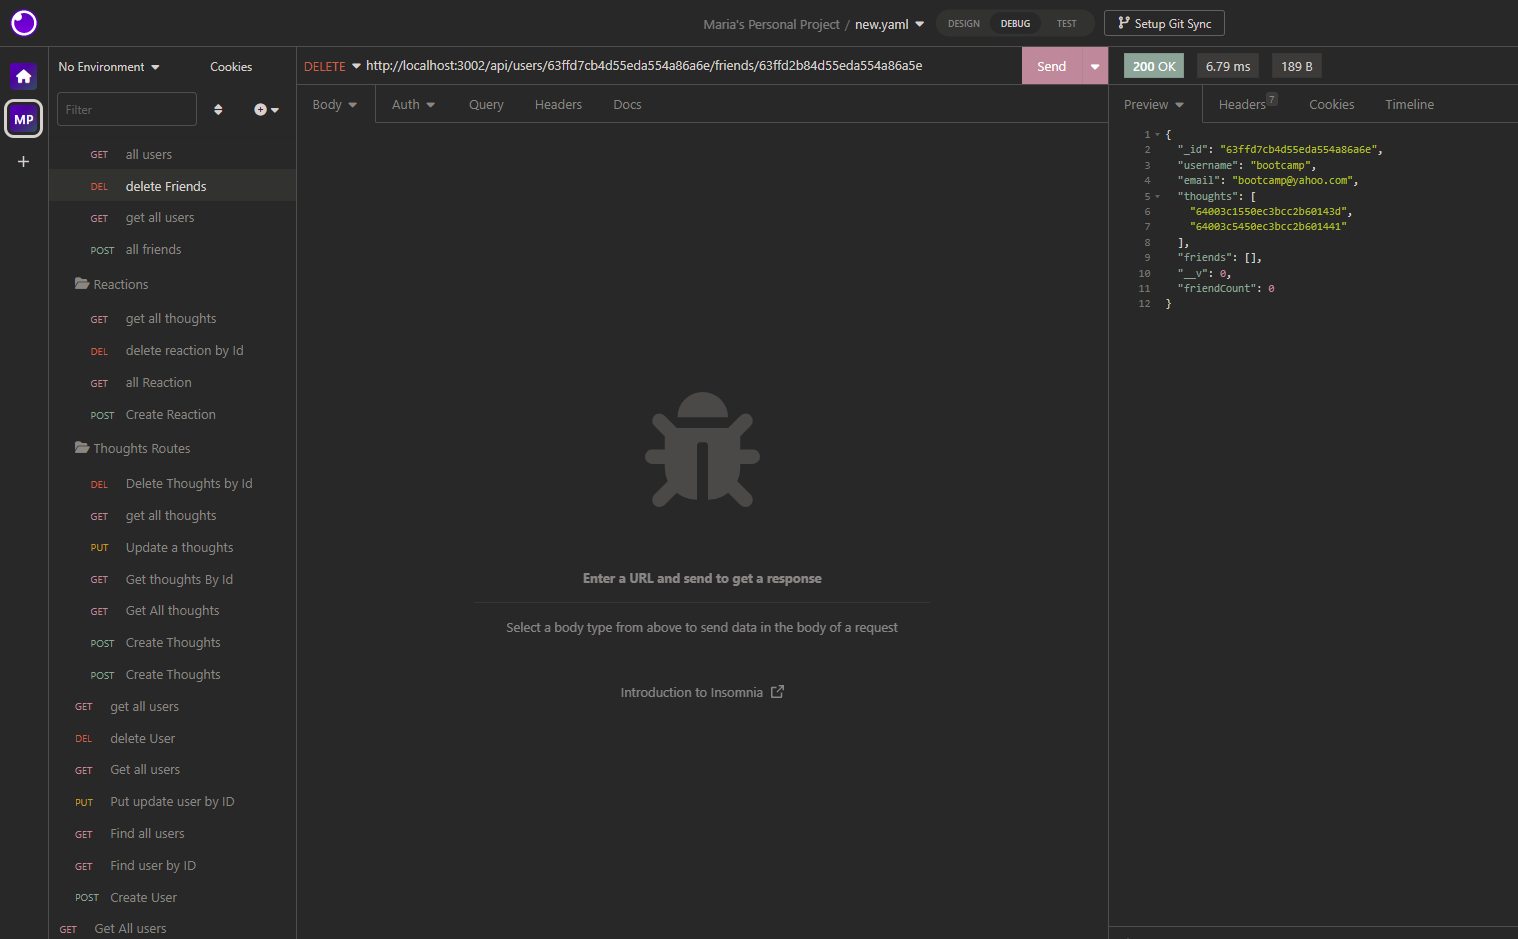 Maria's Personal Project / new.yaml
DESIGN DEBUG TEST
Setup Git Sync
MP
No Environment
Cookies
Filter
GET all users
DEL delete Friends
GET get all users
POST all friends
Reactions
GET get all thoughts
DEL delete reaction by Id
GET all Reaction
POST Create Reaction
Thoughts Routes
DEL Delete Thoughts by Id
GET get all thoughts
PUT Update a thoughts
GET Get thoughts By Id
GET Get All thoughts
POST Create Thoughts
POST Create Thoughts
GET get all users
DEL delete User
GET Get all users
PUT Put update user by ID
GET Find all users
GET Find user by ID
POST Create User
GET Get All users
DELETE http://localhost:3002/api/users/63ffd7cb4d55eda554a86a6e/friends/63ffd2b84d55eda554a86a5e
Send
Body Auth Query Headers Docs
Enter a URL and send to get a response
Select a body type from above to send data in the body of a request
Introduction to Insomnia
200 OK 6.79 ms 189 B
Preview Headers 7 Cookies Timeline
1 {
2 "_id": "63ffd7cb4d55eda554a86a6e",
3 "username": "bootcamp",
4 "email": "bootcamp@yahoo.com",
5 "thoughts": [
6 "64003c1550ec3bcc2b60143d",
7 "64003c5450ec3bcc2b601441"
8 ],
9 "friends": [],
10 "__v": 0,
11 "friendCount": 0
12 }